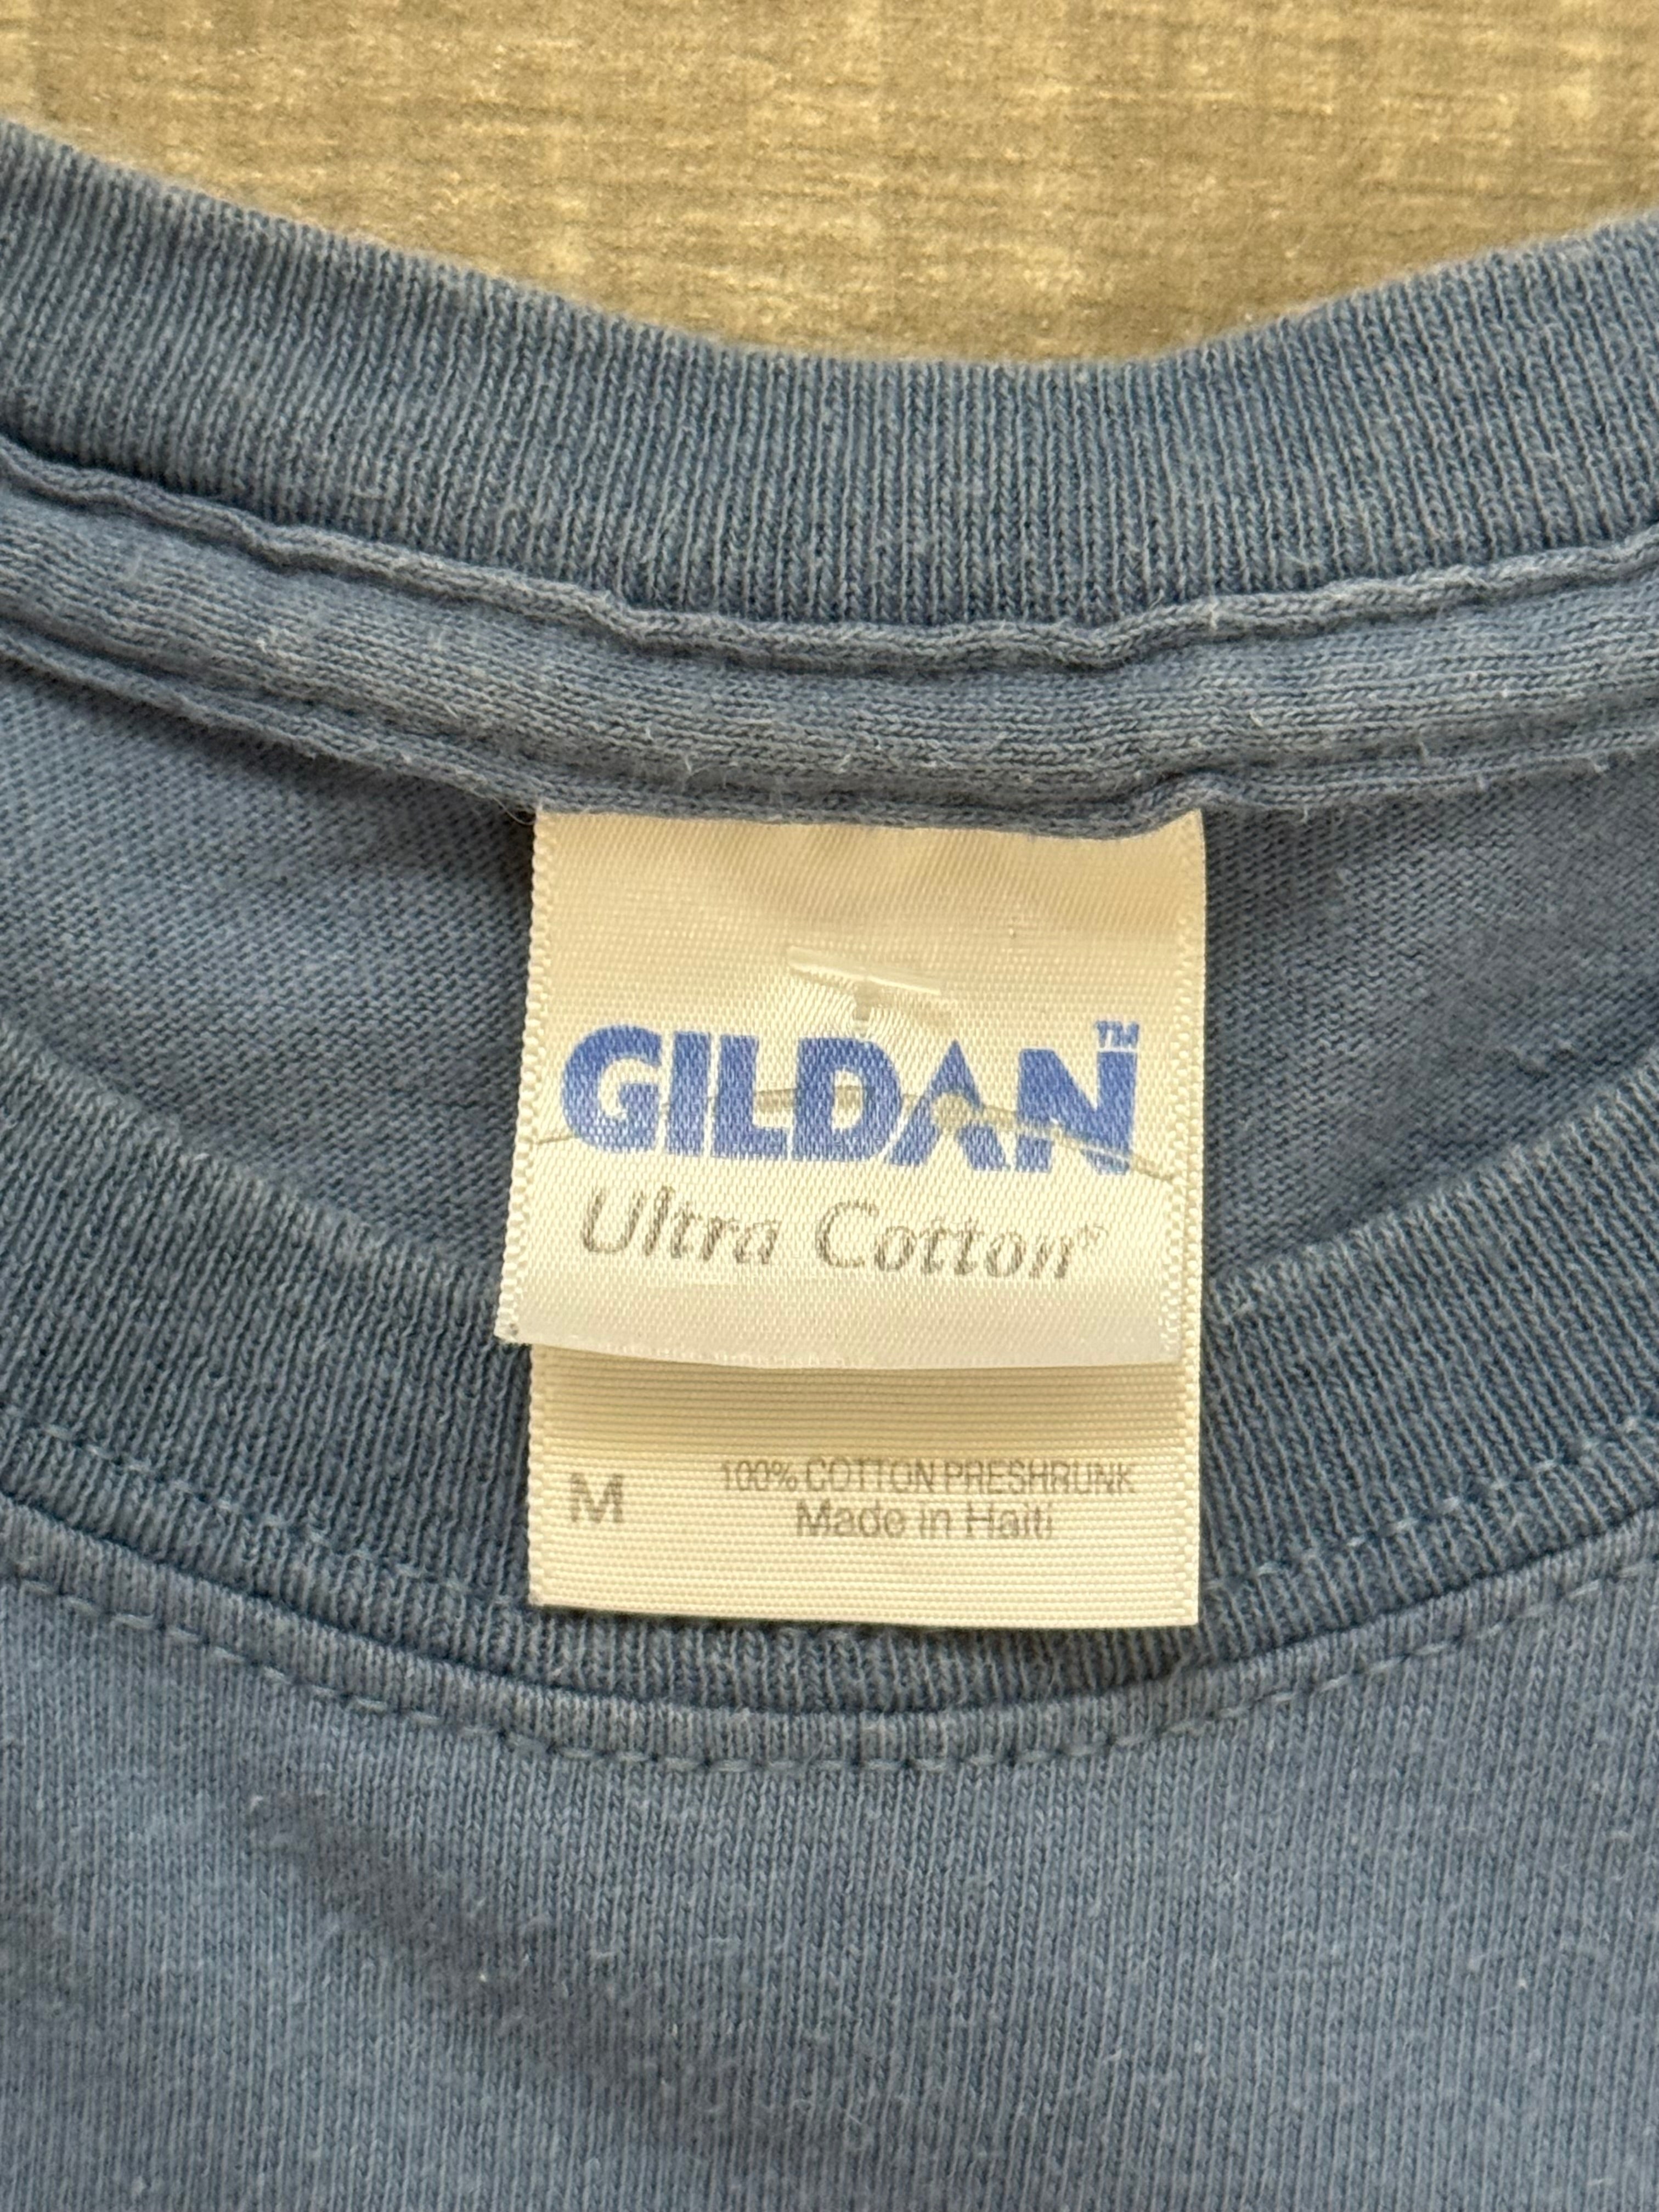 GILDAN™
Ultra Cotton®
M
100% COTTON PRESHRUNK
Made in Haiti